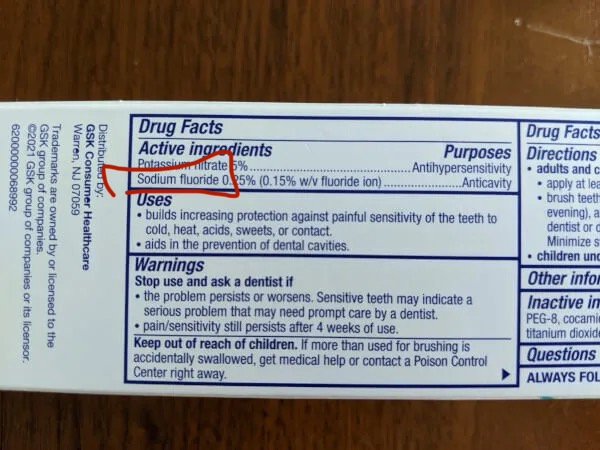 Drug Facts
Active ingredients Purposes
Potassium nitrate 5%..........Antihypersensitivity
Sodium fluoride 0.25% (0.15% w/v fluoride ion)..........Anticavity
Uses
• builds increasing protection against painful sensitivity of the teeth to
cold, heat, acids, sweets, or contact.
• aids in the prevention of dental cavities.
Warnings
Stop use and ask a dentist if
• the problem persists or worsens. Sensitive teeth may indicate a
serious problem that may need prompt care by a dentist.
• pain/sensitivity still persists after 4 weeks of use.
Keep out of reach of children. If more than used for brushing is
accidentally swallowed, get medical help or contact a Poison Control
Center right away.
Drug Facts
Directions
• adults and c
• apply at lea
• brush teeth
evening), a
dentist or d
Minimize s
• children und
Other infor
Inactive in
PEG-8, cocami
titanium dioxide
Questions
ALWAYS FOL
Distributed by:
GSK Consumer Healthcare
Warren, NJ 07059
Trademarks are owned by or licensed to the
GSK group of companies.
©2021 GSK group of companies or its licensor.
62000000068992